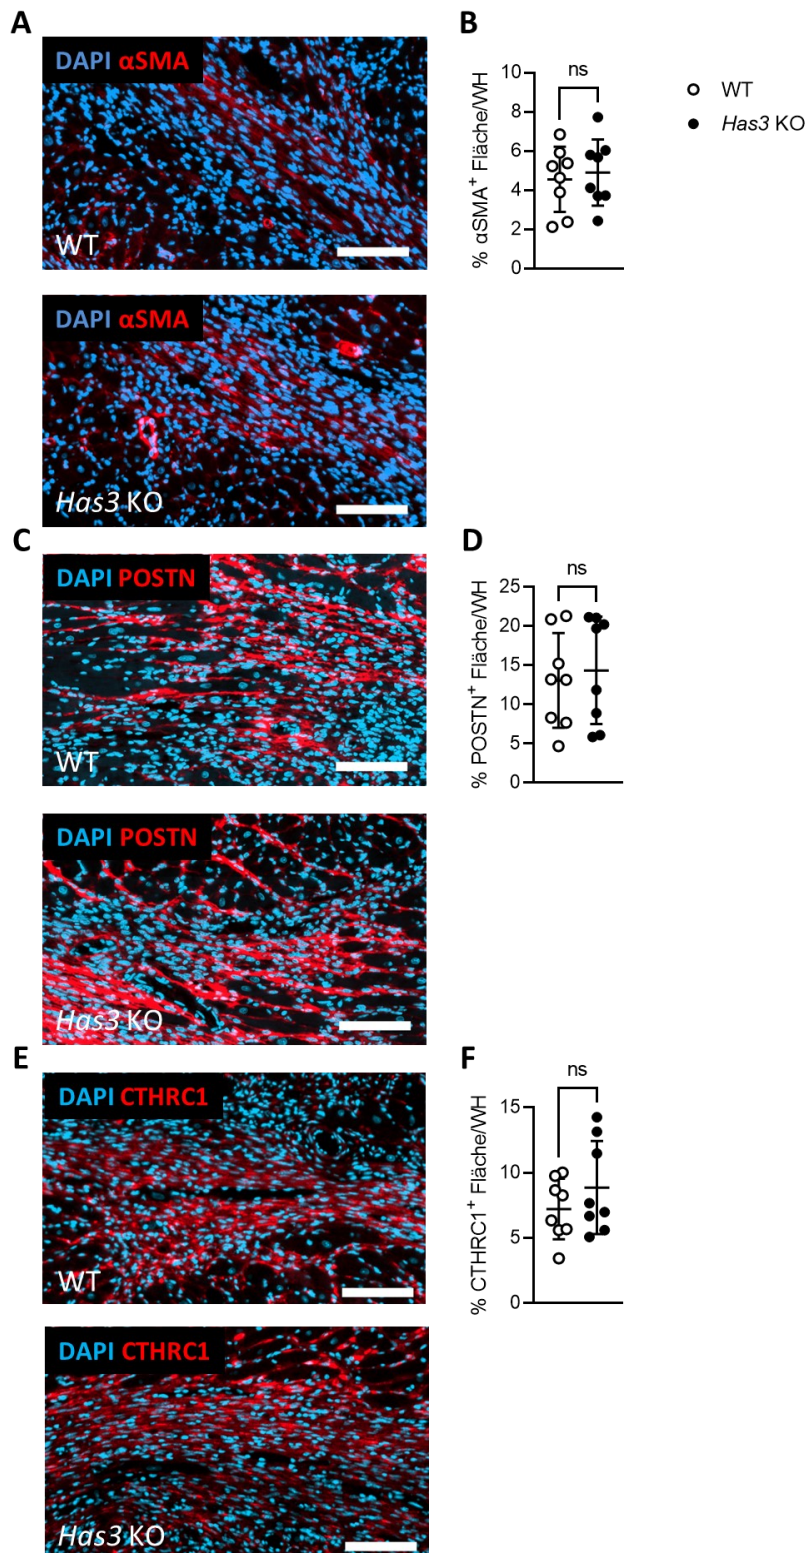 A
DAPI αSMA
WT
DAPI αSMA
Has3 KO
B
% αSMA⁺ Fläche/WH
10
8
6
4
2
0
ns
WT
Has3 KO
C
DAPI POSTN
WT
DAPI POSTN
Has3 KO
D
% POSTN⁺ Fläche/WH
25
20
15
10
5
0
ns
E
DAPI CTHRC1
WT
DAPI CTHRC1
Has3 KO
F
% CTHRC1⁺ Fläche/WH
15
10
5
0
ns